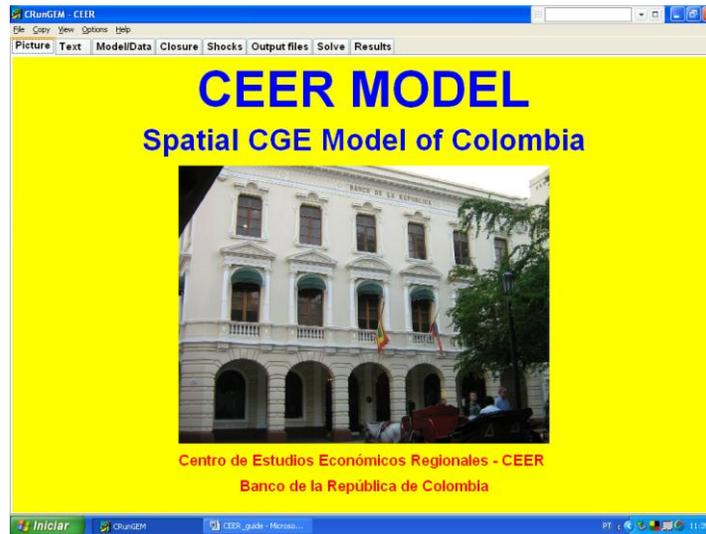 CRunGEM - CEER
File Copy View Options Help
Picture Text Model/Data Closure Shocks Output files Solve Results
CEER MODEL
Spatial CGE Model of Colombia
BANCO DE LA REPUBLICA
Centro de Estudios Económicos Regionales - CEER
Banco de la República de Colombia
Iniciar CRunGEM CEER_guide - Microso... PT